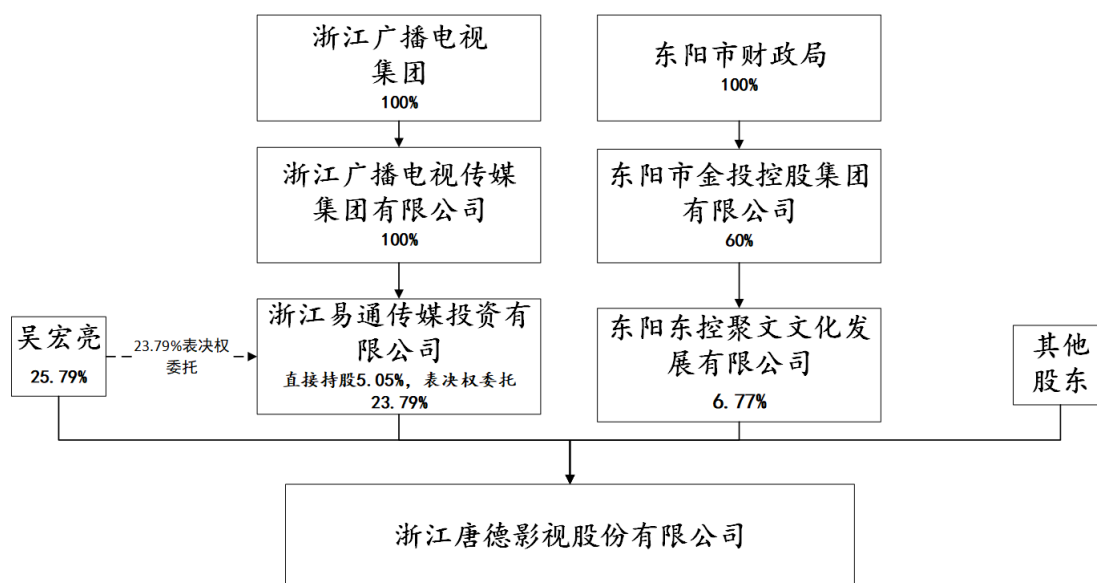 浙江广播电视
集团
100%
东阳市财政局
100%
浙江广播电视传媒
集团有限公司
100%
东阳市金投控股集团
有限公司
60%
吴宏亮
25.79%
23.79%表决权
委托
浙江易通传媒投资有
限公司
直接持股5.05%，表决权委托
23.79%
东阳东控聚文文化发
展有限公司
6.77%
其他
股东
浙江唐德影视股份有限公司